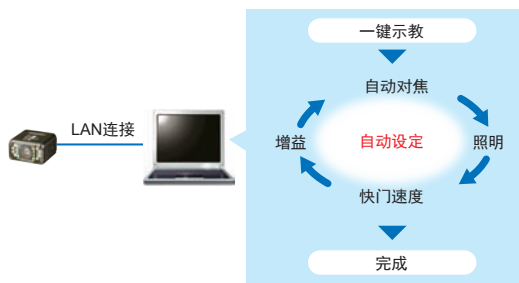 一键示教
自动对焦
LAN连接
增益
自动设定
照明
快门速度
完成